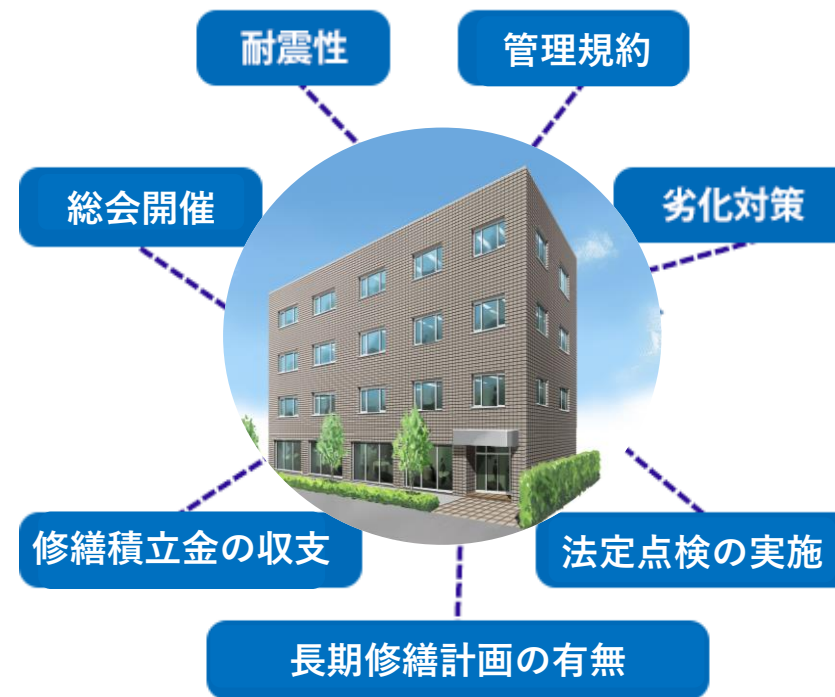 耐震性
管理規約
総会開催
劣化対策
修繕積立金の収支
法定点検の実施
長期修繕計画の有無